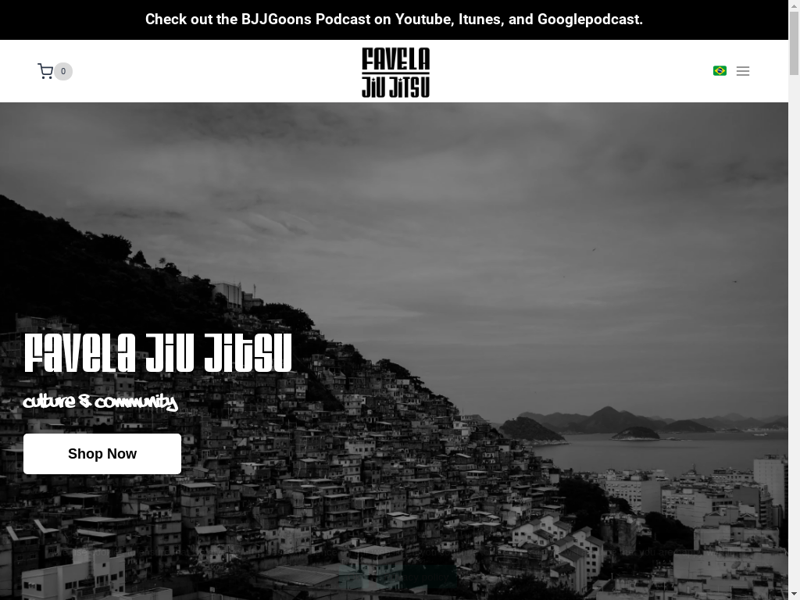 Check out the BJJGoons Podcast on Youtube, Itunes, and Googlepodcast.
0
FAVELA
JIU JITSU
FAVELA JIU JITSU
culture & community
Shop Now